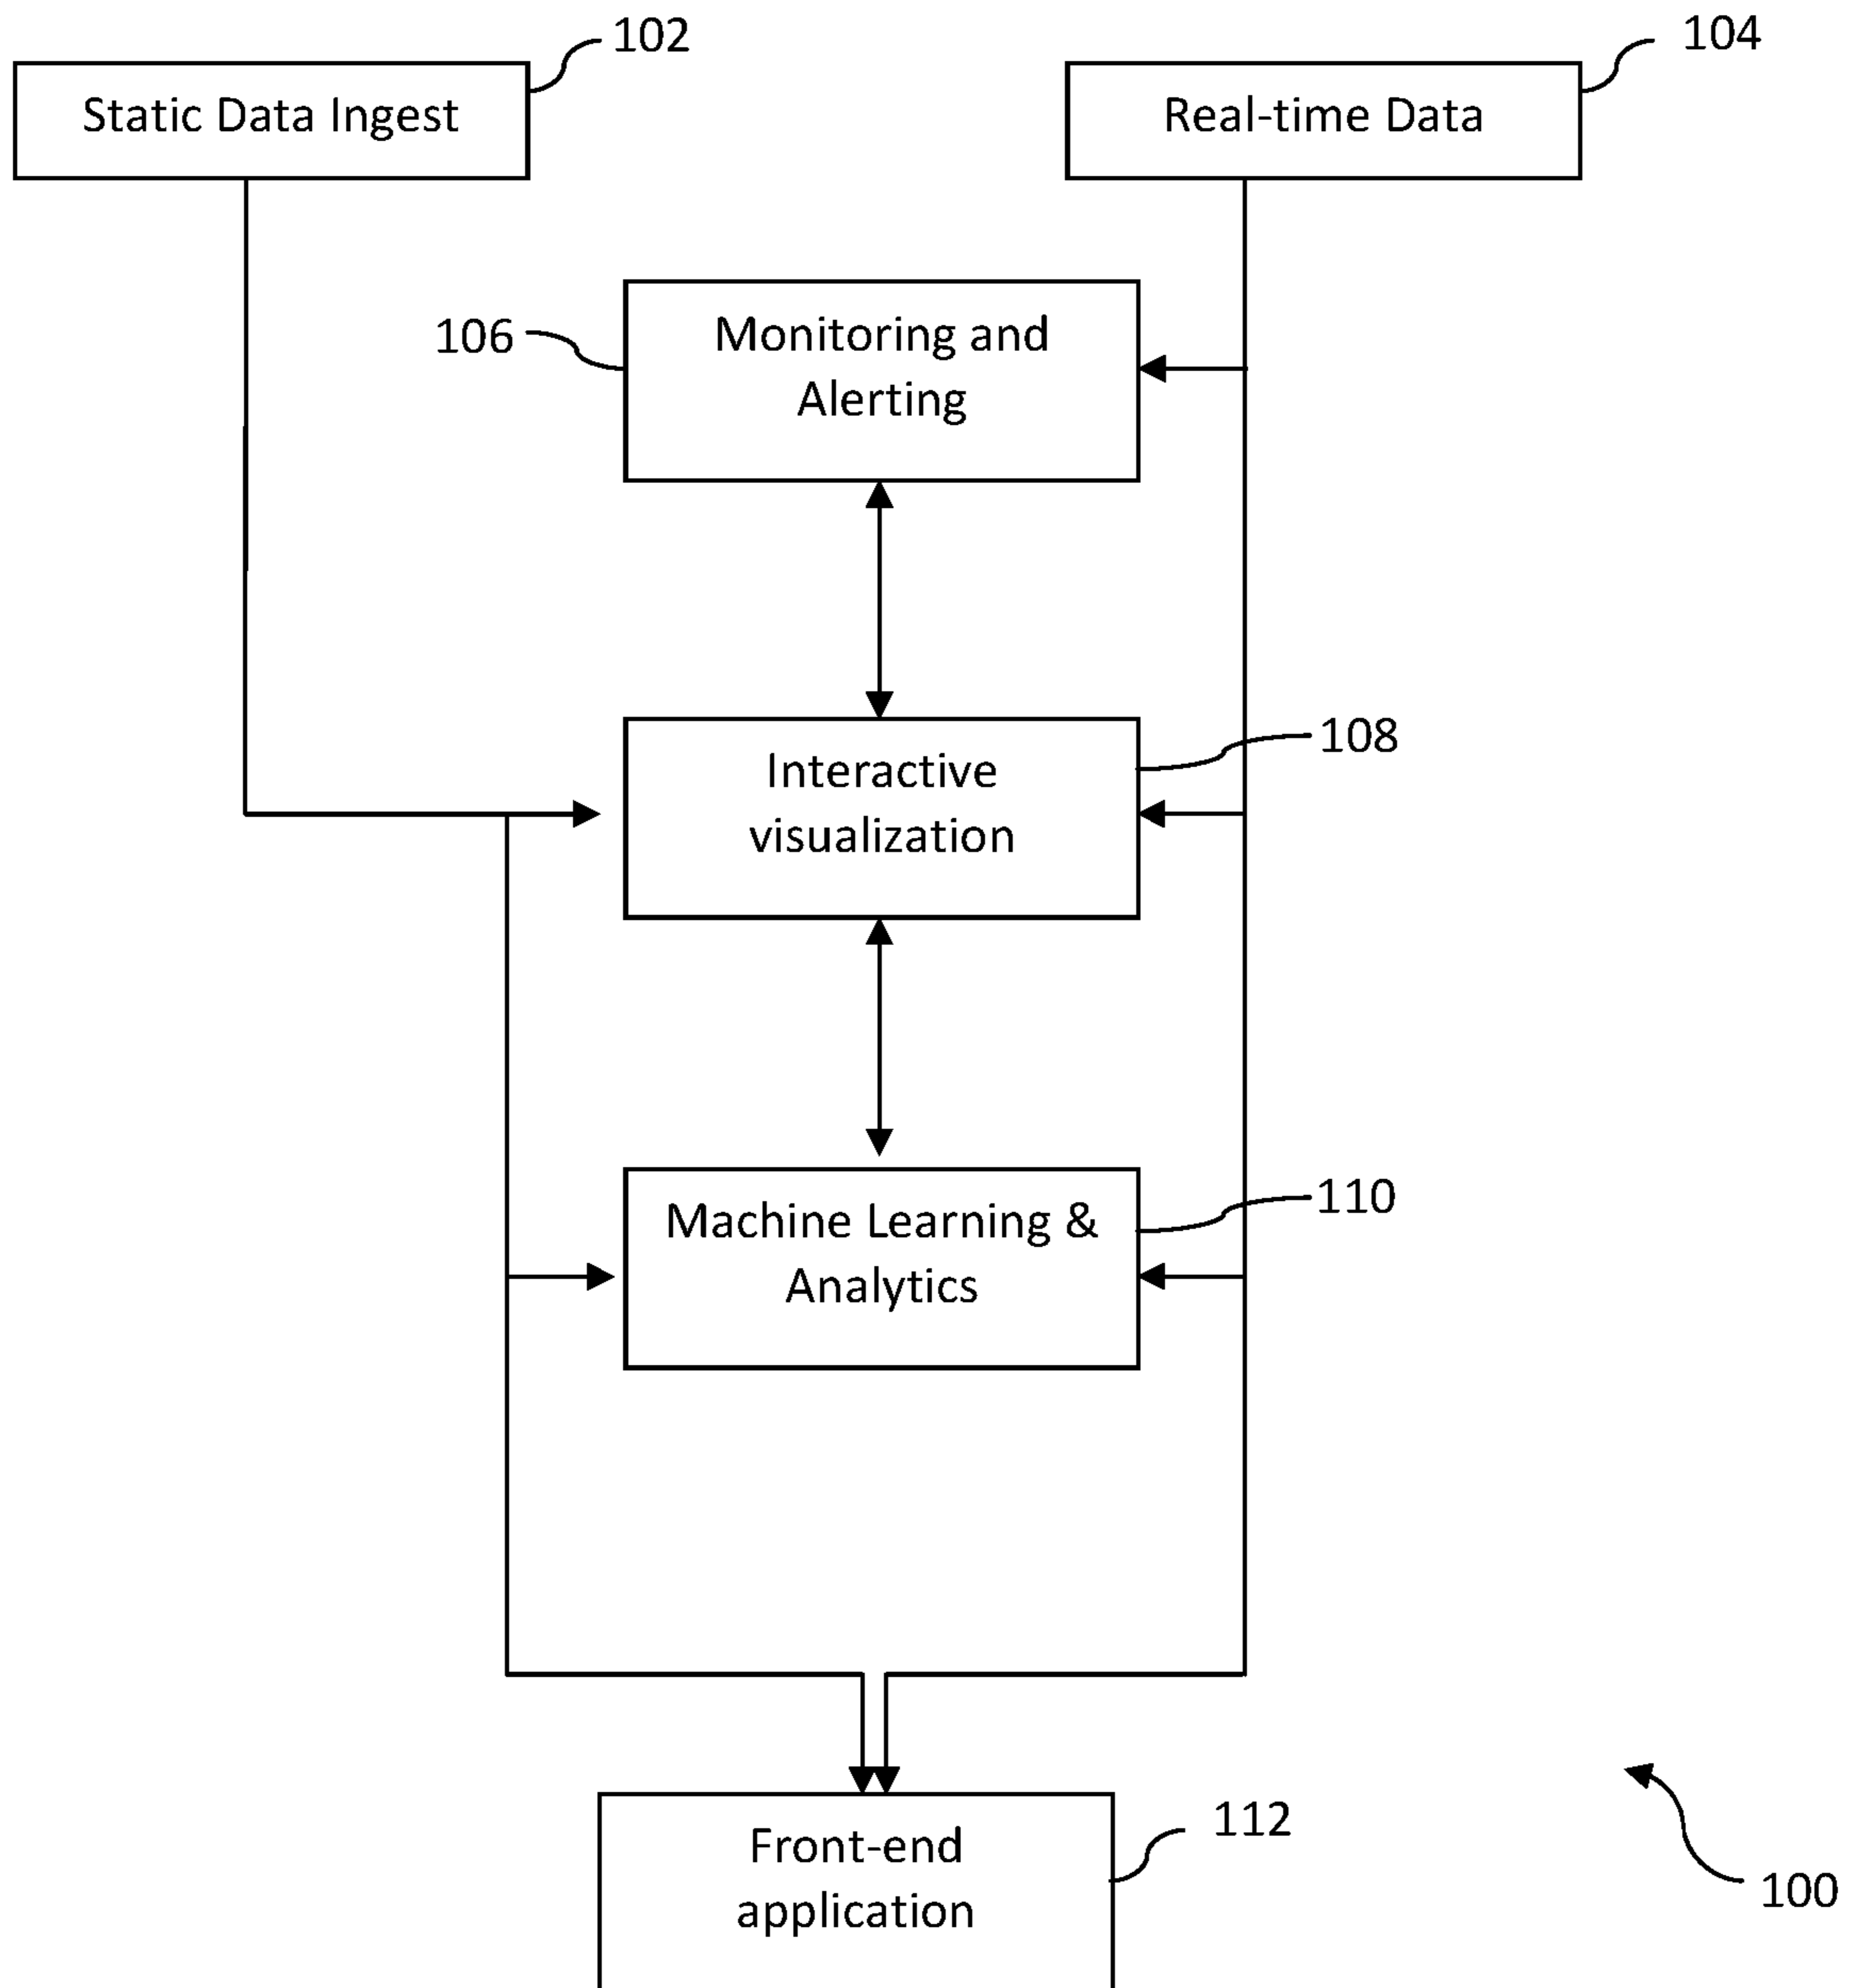 102
104
Static Data Ingest
Real-time Data
106
Monitoring and
Alerting
108
Interactive
visualization
110
Machine Learning &
Analytics
112
Front-end
application
100